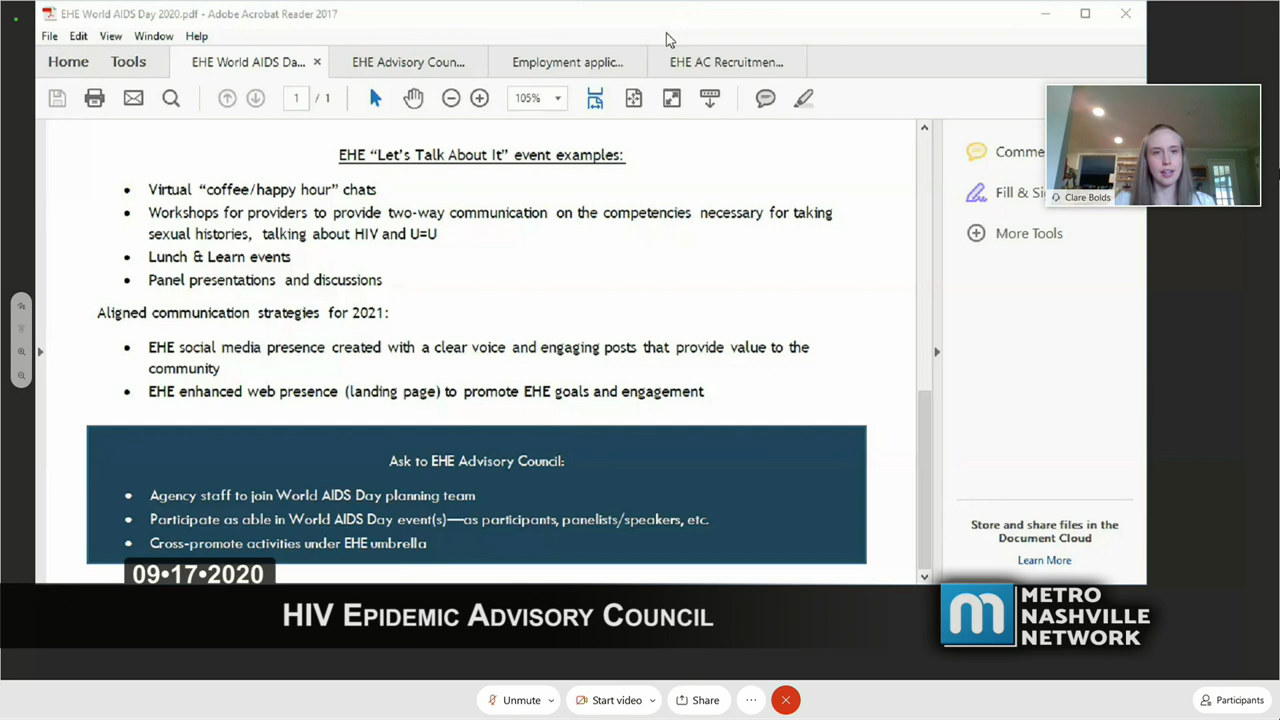 EHE World AIDS Day 2020.pdf - Adobe Acrobat Reader 2017
File Edit View Window Help
Home Tools EHE World AIDS Da... × EHE Advisory Coun... Employment applic... EHE AC Recruitmen...
1 / 1 105%
EHE “Let’s Talk About It” event examples:
• Virtual “coffee/happy hour” chats
• Workshops for providers to provide two-way communication on the competencies necessary for taking
sexual histories, talking about HIV and U=U
• Lunch & Learn events
• Panel presentations and discussions
Aligned communication strategies for 2021:
• EHE social media presence created with a clear voice and engaging posts that provide value to the
community
• EHE enhanced web presence (landing page) to promote EHE goals and engagement
Ask to EHE Advisory Council:
• Agency staff to join World AIDS Day planning team
• Participate as able in World AIDS Day event(s)—as participants, panelists/speakers, etc.
• Cross-promote activities under EHE umbrella
Comme
Fill & Si
More Tools
Clare Bolds
Store and share files in the
Document Cloud
Learn More
09•17•2020
HIV EPIDEMIC ADVISORY COUNCIL
m METRO
NASHVILLE
NETWORK
Unmute Start video Share ... Participants